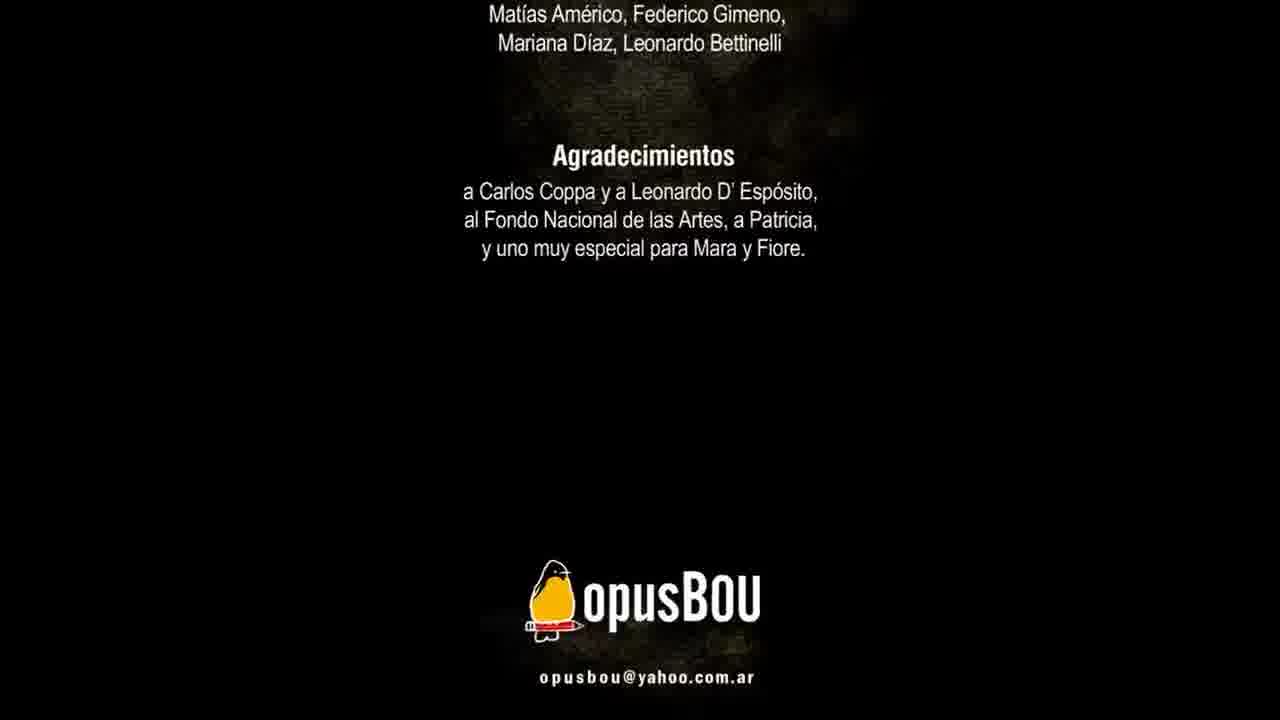 Matías Américo, Federico Gimeno,
Mariana Díaz, Leonardo Bettinelli
Agradecimientos
a Carlos Coppa y a Leonardo D' Espósito,
al Fondo Nacional de las Artes, a Patricia,
y uno muy especial para Mara y Fiore.
opusBOU
opusbou@yahoo.com.ar